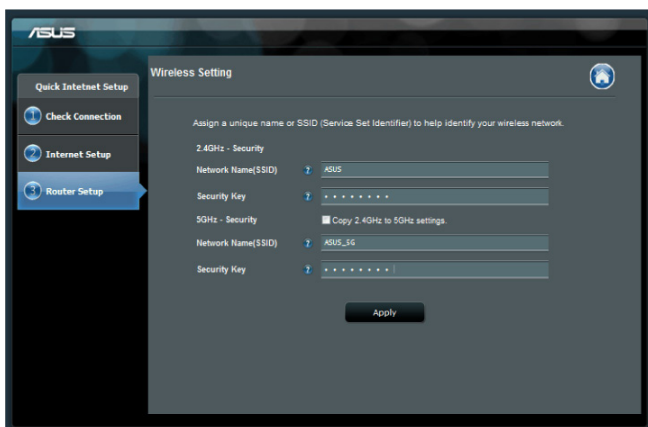 ASUS
Quick Intetnet Setup
1 Check Connection
2 Internet Setup
3 Router Setup
Wireless Setting
Assign a unique name or SSID (Service Set Identifier) to help identify your wireless network.
2.4GHz - Security
Network Name(SSID) ? ASUS
Security Key ? • • • • • • • •
5GHz - Security Copy 2.4GHz to 5GHz settings.
Network Name(SSID) ? ASUS_5G
Security Key ? • • • • • • • •
Apply